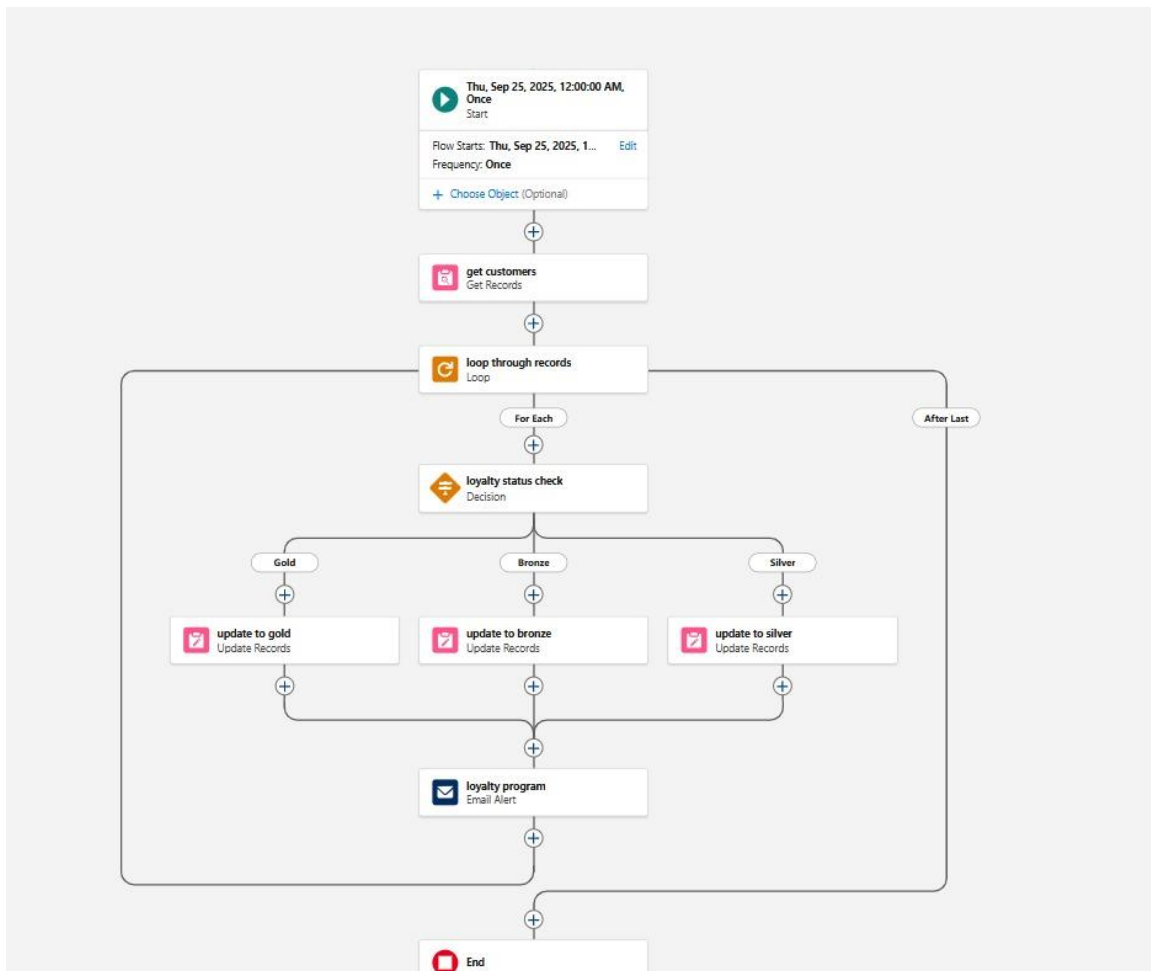 Thu, Sep 25, 2025, 12:00:00 AM,
Once
Start
Flow Starts: Thu, Sep 25, 2025, 1... Edit
Frequency: Once
+ Choose Object (Optional)
get customers
Get Records
loop through records
Loop
For Each
After Last
loyalty status check
Decision
Gold
Bronze
Silver
update to gold
Update Records
update to bronze
Update Records
update to silver
Update Records
loyalty program
Email Alert
End